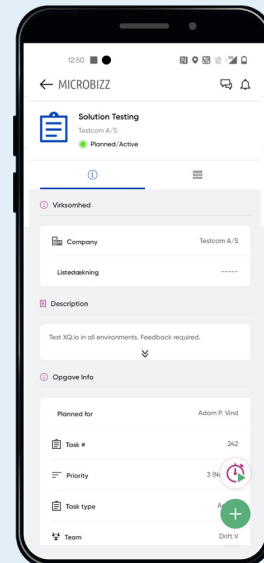 12:50
MICROBIZZ
Solution Testing
Testcom A/S
Planned/Active
Virksomhed
Company Testcom A/S
Listedækning -----
Description
Test XQ.io in all environments. Feedback required.
Opgave Info
Planned for Adam P. Vind
Task # 242
Priority 3
Task type
Team Drift V